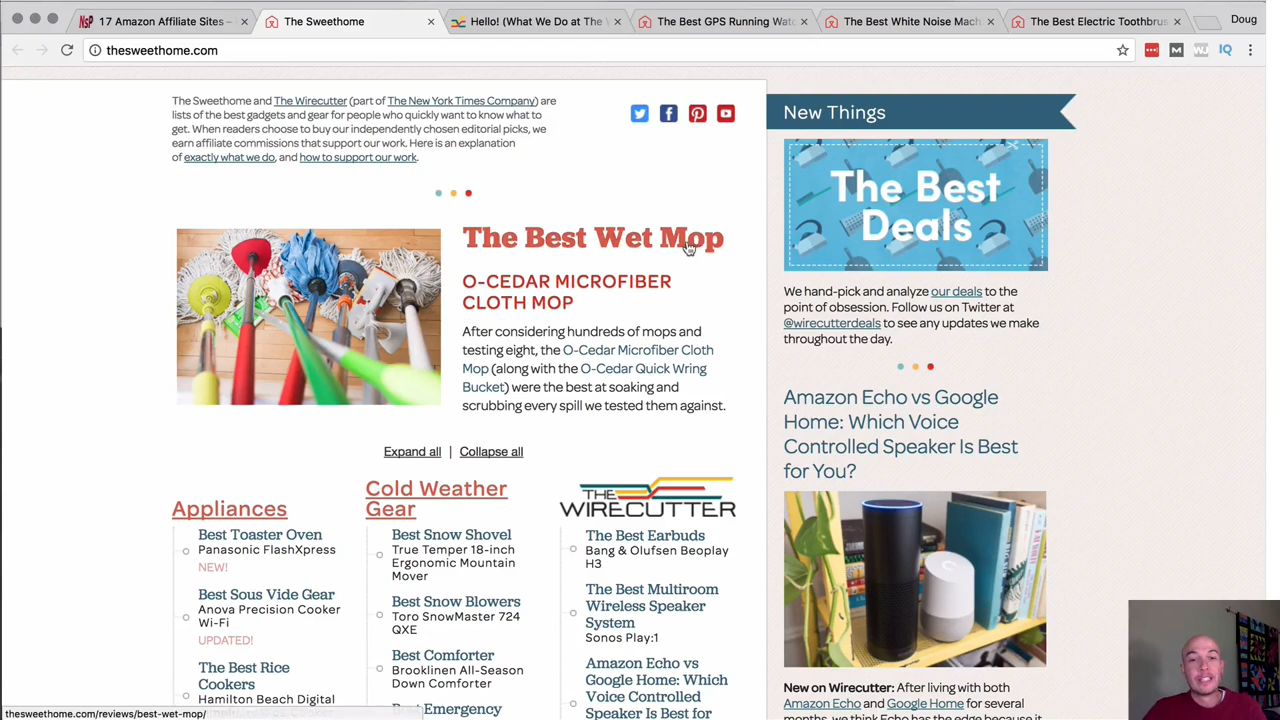 17 Amazon Affiliate Sites –
The Sweethome
Hello! (What We Do at The W
The Best GPS Running Wat
The Best White Noise Mach
The Best Electric Toothbrus
Doug
thesweethome.com
The Sweethome and The Wirecutter (part of The New York Times Company) are
lists of the best gadgets and gear for people who quickly want to know what to
get. When readers choose to buy our independently chosen editorial picks, we
earn affiliate commissions that support our work. Here is an explanation
of exactly what we do, and how to support our work.
The Best Wet Mop
O-CEDAR MICROFIBER
CLOTH MOP
After considering hundreds of mops and
testing eight, the O-Cedar Microfiber Cloth
Mop (along with the O-Cedar Quick Wring
Bucket) were the best at soaking and
scrubbing every spill we tested them against.
Expand all | Collapse all
Appliances
Best Toaster Oven
Panasonic FlashXpress
NEW!
Best Sous Vide Gear
Anova Precision Cooker
Wi-Fi
UPDATED!
The Best Rice
Cookers
Hamilton Beach Digital
Cold Weather
Gear
Best Snow Shovel
True Temper 18-inch
Ergonomic Mountain
Mover
Best Snow Blowers
Toro SnowMaster 724
QXE
Best Comforter
Brooklinen All-Season
Down Comforter
Best Emergency
THE
WIRECUTTER
The Best Earbuds
Bang & Olufsen Beoplay
H3
The Best Multiroom
Wireless Speaker
System
Sonos Play:1
Amazon Echo vs
Google Home: Which
Voice Controlled
Speaker Is Best for
New Things
The Best
Deals
We hand-pick and analyze our deals to the
point of obsession. Follow us on Twitter at
@wirecutterdeals to see any updates we make
throughout the day.
Amazon Echo vs Google
Home: Which Voice
Controlled Speaker Is Best
for You?
New on Wirecutter: After living with both
Amazon Echo and Google Home for several
months, we think Echo has the edge because it
thesweethome.com/reviews/best-wet-mop/